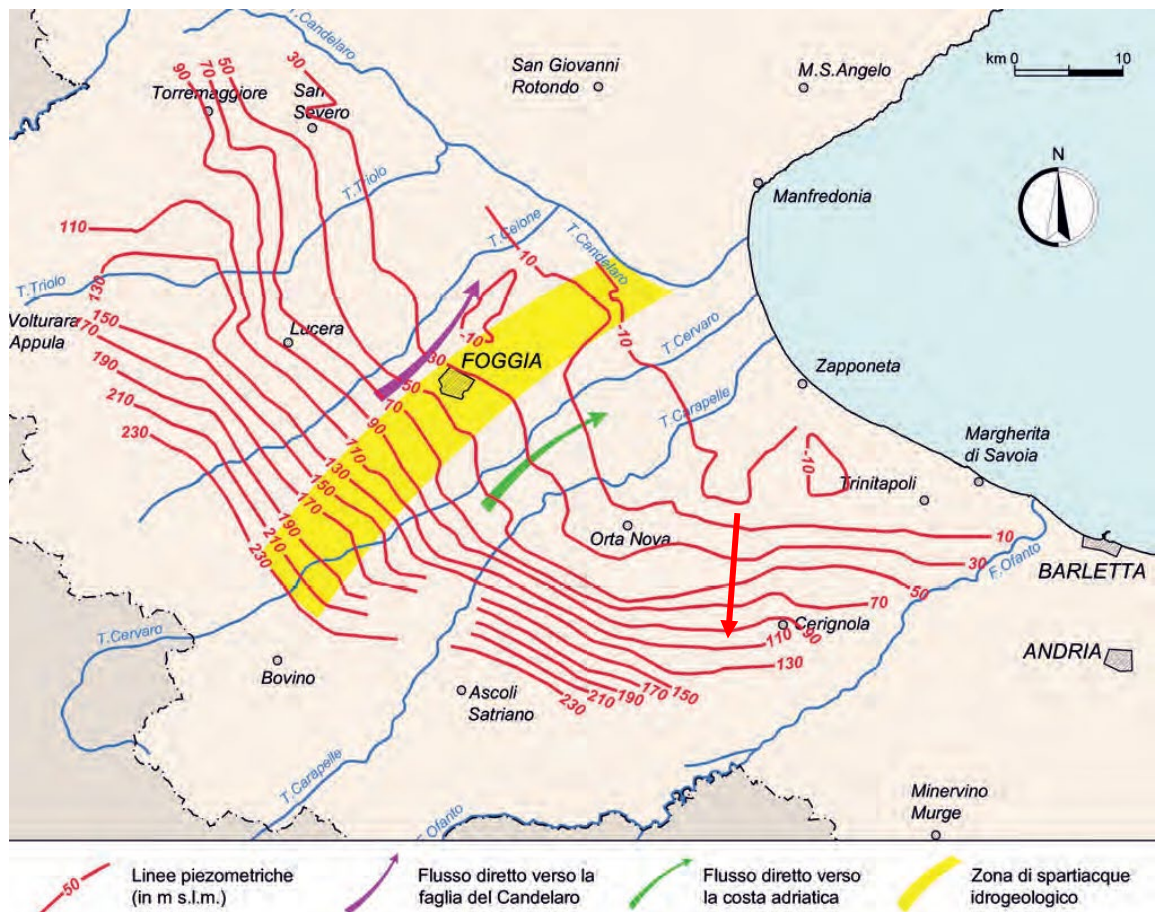 T.Candelaro
30
50
70
90
Torremaggiore
San
Severo
San Giovanni
Rotondo
M.S.Angelo
km 0 10
N
Manfredonia
T.Triolo
T.Celone
T.Candelaro
110
130
T.Triolo
Volturara
Appula
150
170
190
210
230
Lucera
10
-10
-10
FOGGIA
30
50
70
90
110
130
150
170
190
210
230
T.Cervaro
T.Carapelle
Zapponeta
Margherita
di Savoia
-10
Trinitapoli
Orta Nova
10
30
50
70
90
110
130
150
170
190
210
230
F.Ofanto
BARLETTA
Cerignola
ANDRIA
T.Cervaro
Bovino
Ascoli
Satriano
T.Carapelle
F.Ofanto
Minervino
Murge
50
Linee piezometriche
(in m s.l.m.)
Flusso diretto verso la
faglia del Candelaro
Flusso diretto verso
la costa adriatica
Zona di spartiacque
idrogeologico